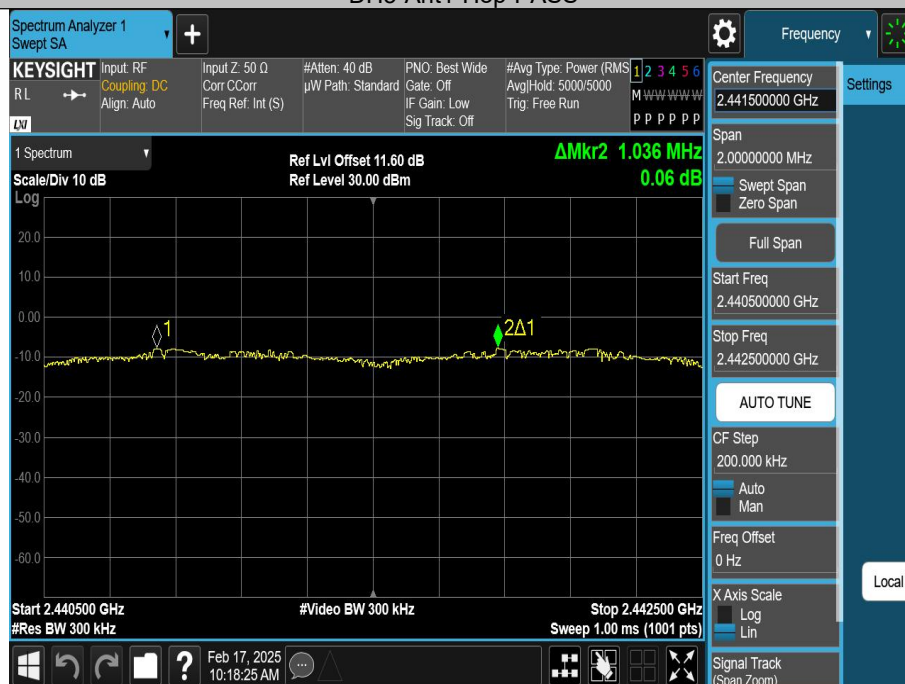 Spectrum Analyzer 1
Swept SA
+
Frequency
KEYSIGHT
RL
LXI
Input: RF
Coupling: DC
Align: Auto
Input Z: 50 Ω
Corr CCorr
Freq Ref: Int (S)
#Atten: 40 dB
µW Path: Standard
PNO: Best Wide
Gate: Off
IF Gain: Low
Sig Track: Off
#Avg Type: Power (RMS
Avg|Hold: 5000/5000
Trig: Free Run
1 2 3 4 5 6
M W W W W W
P P P P P P
1 Spectrum
Scale/Div 10 dB
Log
Ref Lvl Offset 11.60 dB
Ref Level 30.00 dBm
ΔMkr2 1.036 MHz
0.06 dB
20.0
10.0
0.00
-10.0
-20.0
-30.0
-40.0
-50.0
-60.0
1
2Δ1
Start 2.440500 GHz
#Res BW 300 kHz
#Video BW 300 kHz
Stop 2.442500 GHz
Sweep 1.00 ms (1001 pts)
Center Frequency
2.441500000 GHz
Settings
Span
2.00000000 MHz
Swept Span
Zero Span
Full Span
Start Freq
2.440500000 GHz
Stop Freq
2.442500000 GHz
AUTO TUNE
CF Step
200.000 kHz
Auto
Man
Freq Offset
0 Hz
Local
X Axis Scale
Log
Lin
Signal Track
(Span Zoom)
?
Feb 17, 2025
10:18:25 AM